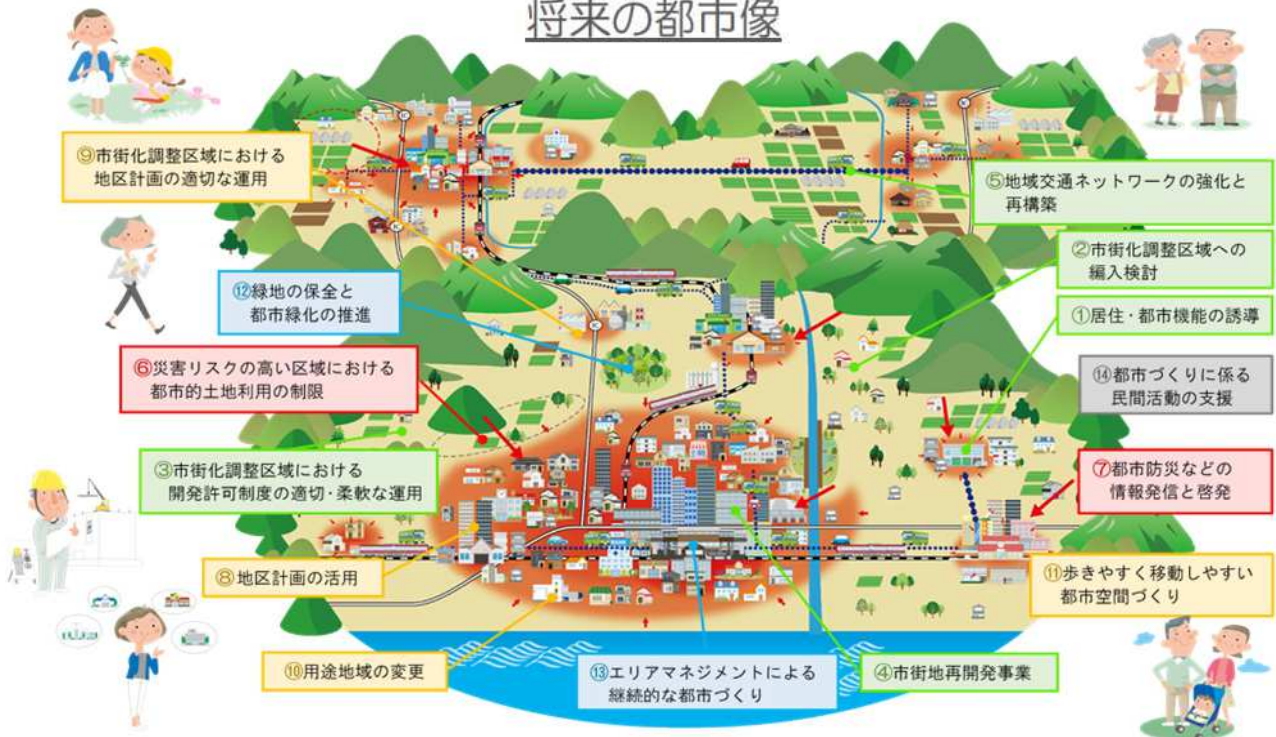 将来の都市像
⑨市街化調整区域における
地区計画の適切な運用
⑤地域交通ネットワークの強化と
再構築
②市街化調整区域への
編入検討
⑫緑地の保全と
都市緑化の推進
①居住・都市機能の誘導
⑥災害リスクの高い区域における
都市的土地利用の制限
⑭都市づくりに係る
民間活動の支援
③市街化調整区域における
開発許可制度の適切・柔軟な運用
⑦都市防災などの
情報発信と啓発
⑧地区計画の活用
⑪歩きやすく移動しやすい
都市空間づくり
⑩用途地域の変更
⑬エリアマネジメントによる
継続的な都市づくり
④市街地再開発事業
IC
IC
IC
IC